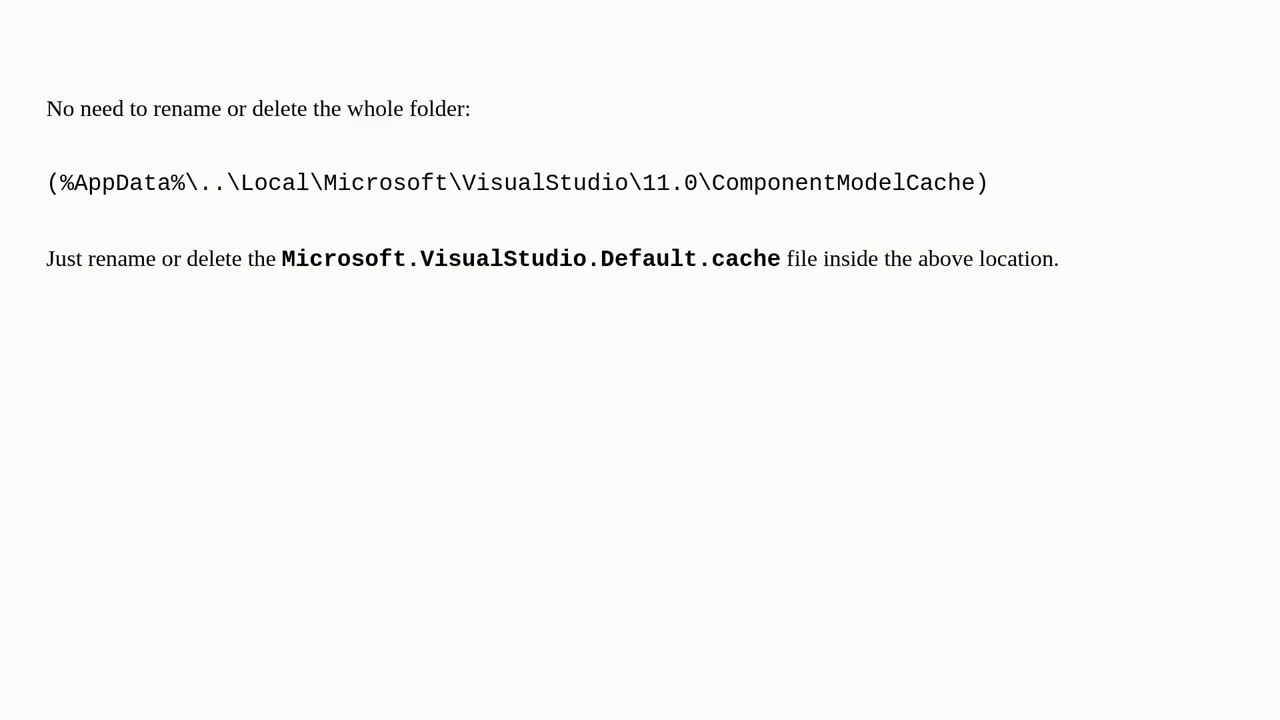 No need to rename or delete the whole folder:
(%AppData%\..\Local\Microsoft\VisualStudio\11.0\ComponentModelCache)
Just rename or delete the Microsoft.VisualStudio.Default.cache file inside the above location.